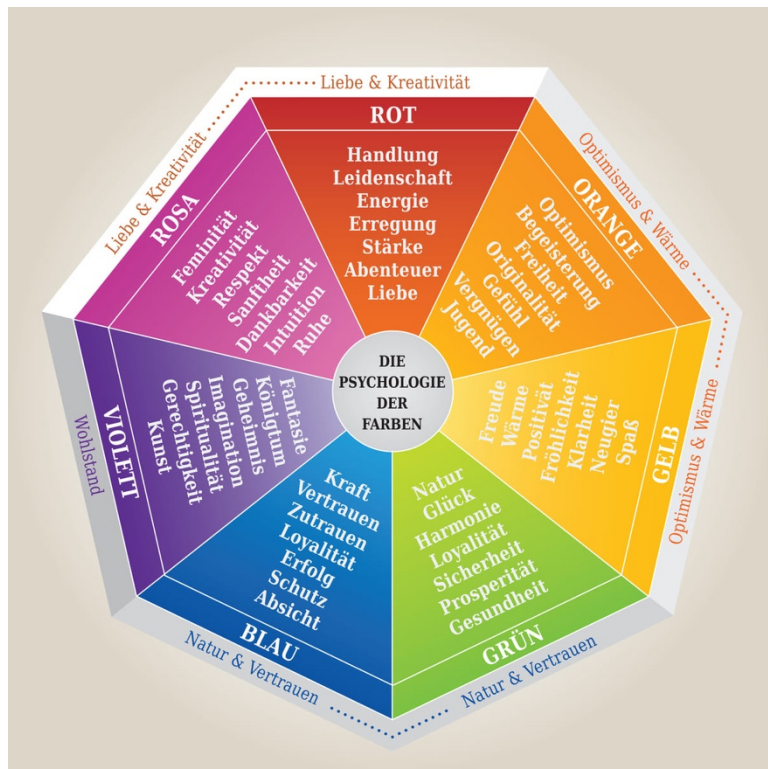 Liebe & Kreativität
ROT
Handlung
Leidenschaft
Energie
Erregung
Stärke
Abenteuer
Liebe
Optimismus & Wärme
ORANGE
Optimismus
Begeisterung
Freiheit
Originalität
Gefühl
Vergnügen
Jugend
Optimismus & Wärme
GELB
Freude
Wärme
Positivät
Fröhlichkeit
Klarheit
Neugier
Spaß
Natur & Vertrauen
GRÜN
Natur
Glück
Harmonie
Loyalität
Sicherheit
Prosperität
Gesundheit
Natur & Vertrauen
BLAU
Kraft
Vertrauen
Zutrauen
Loyalität
Erfolg
Schutz
Absicht
Wohlstand
VIOLETT
Fantasie
Königtum
Geheimnis
Imagination
Spiritualität
Gerechtigkeit
Kunst
Liebe & Kreativität
ROSA
Feminität
Kreativität
Respekt
Sanftheit
Dankbarkeit
Intuition
Ruhe
DIE
PSYCHOLOGIE
DER
FARBEN